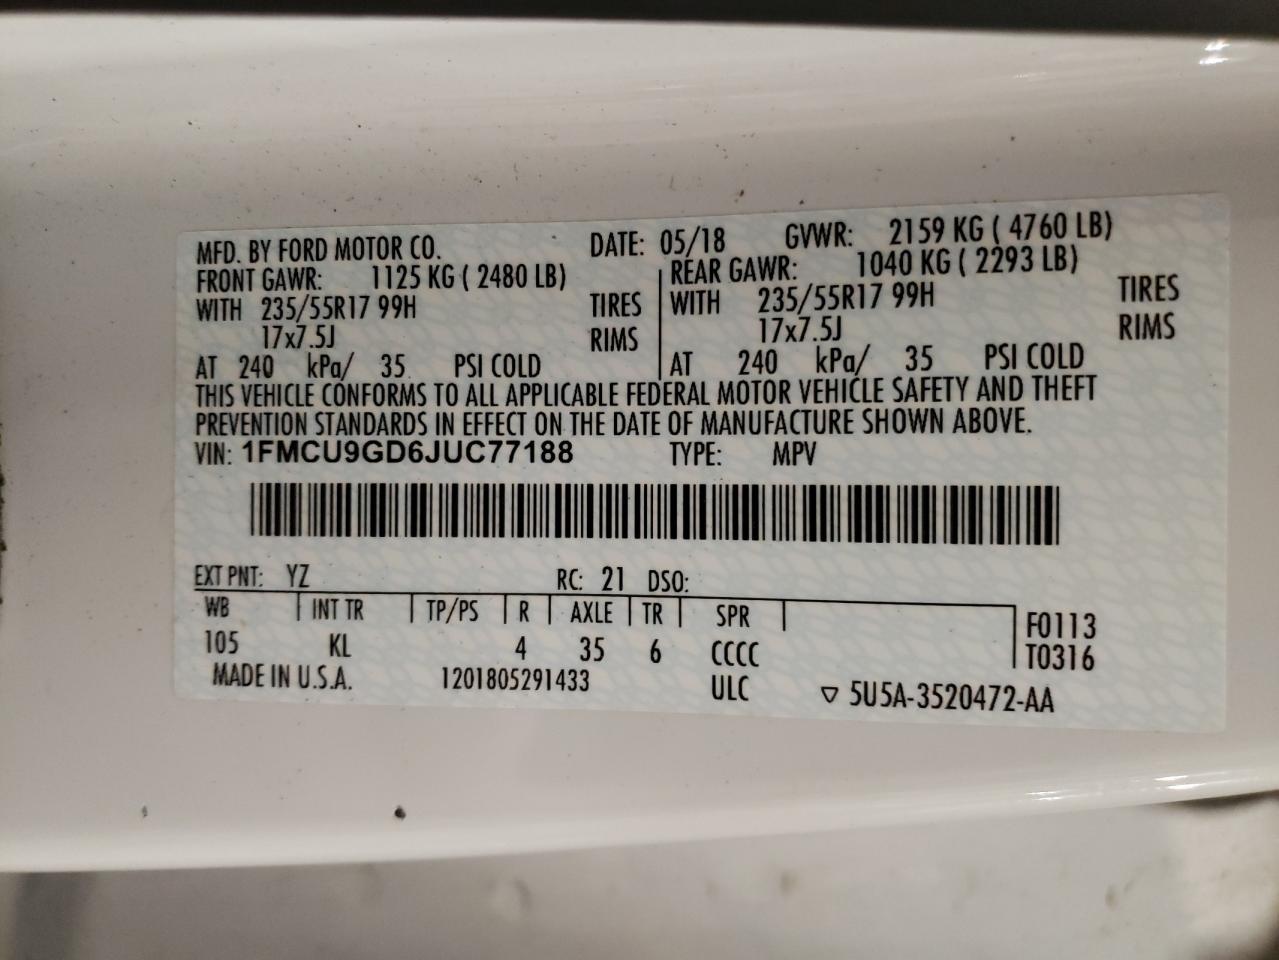 MFD. BY FORD MOTOR CO. DATE: 05/18 GVWR: 2159 KG ( 4760 LB)
FRONT GAWR: 1125 KG ( 2480 LB) REAR GAWR: 1040 KG ( 2293 LB)
WITH 235/55R17 99H TIRES WITH 235/55R17 99H TIRES
17x7.5J RIMS 17x7.5J RIMS
AT 240 kPa/ 35 PSI COLD AT 240 kPa/ 35 PSI COLD
THIS VEHICLE CONFORMS TO ALL APPLICABLE FEDERAL MOTOR VEHICLE SAFETY AND THEFT
PREVENTION STANDARDS IN EFFECT ON THE DATE OF MANUFACTURE SHOWN ABOVE.
VIN: 1FMCU9GD6JUC77188 TYPE: MPV
EXT PNT: YZ RC: 21 DSO:
WB INT TR TP/PS R AXLE TR SPR F0113
105 KL 4 35 6 CCCC T0316
MADE IN U.S.A. 1201805291433 ULC ▽ 5U5A-3520472-AA